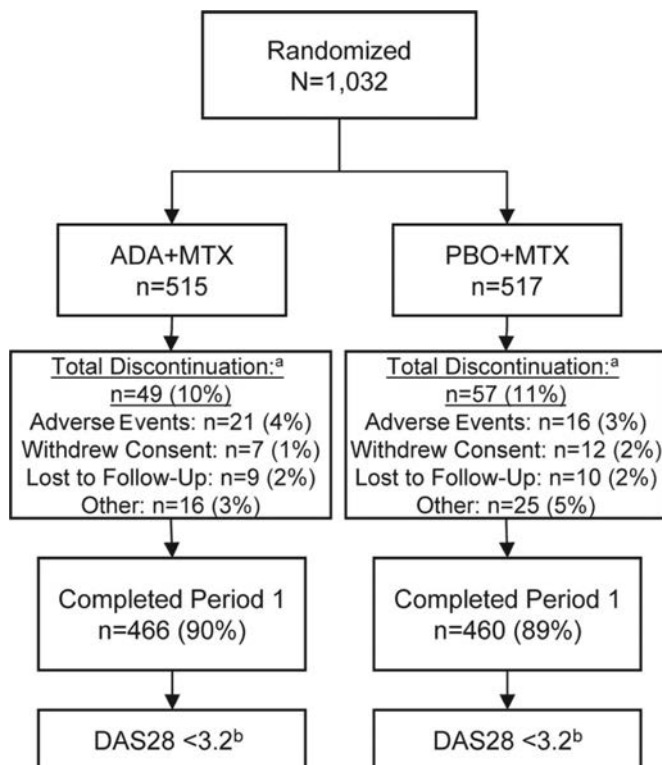 Randomized
N=1,032
ADA+MTX
n=515
PBO+MTX
n=517
Total Discontinuation:ᵃ
n=49 (10%)
Adverse Events: n=21 (4%)
Withdrew Consent: n=7 (1%)
Lost to Follow-Up: n=9 (2%)
Other: n=16 (3%)
Total Discontinuation:ᵃ
n=57 (11%)
Adverse Events: n=16 (3%)
Withdrew Consent: n=12 (2%)
Lost to Follow-Up: n=10 (2%)
Other: n=25 (5%)
Completed Period 1
n=466 (90%)
Completed Period 1
n=460 (89%)
DAS28 <3.2ᵇ
DAS28 <3.2ᵇ